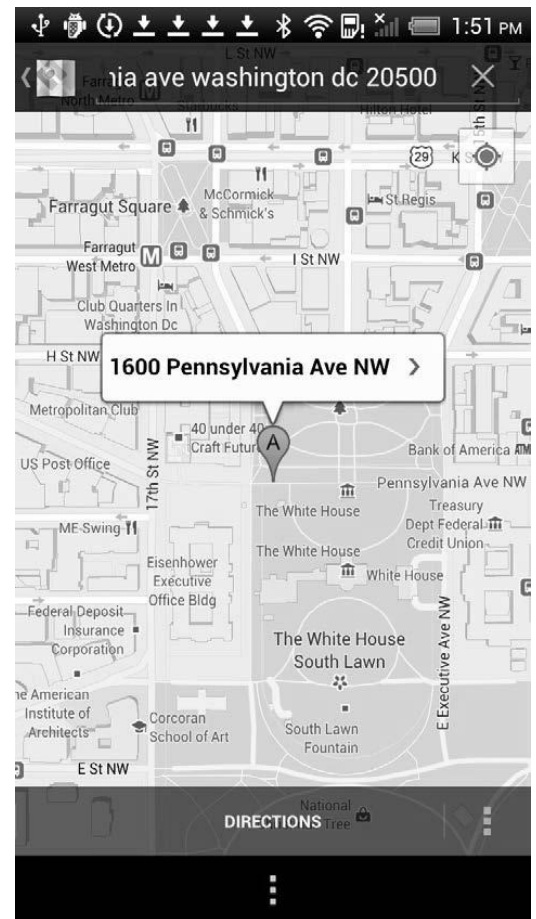 1:51 PM
L St NW
nia ave washington dc 20500
Farragut
North Metro
M
Starbucks
Hilton Hotel
15th St NW
29
K S
McCormick
& Schmick's
St Regis
Farragut Square
Farragut
West Metro
M
I St NW
Club Quarters In
Washington Dc
H St NW
1600 Pennsylvania Ave NW
Metropolitan Club
40 under 40
Craft Futur
A
Bank of America ATM
US Post Office
17th St NW
Pennsylvania Ave NW
The White House
Treasury
Dept Federal
Credit Union
ME Swing
The White House
White House
Eisenhower
Executive
Office Bldg
Federal Deposit
Insurance
Corporation
The White House
South Lawn
E Executive Ave NW
he American
Institute of
Architects
Corcoran
School of Art
South Lawn
Fountain
E St NW
National
DIRECTIONS
Tree